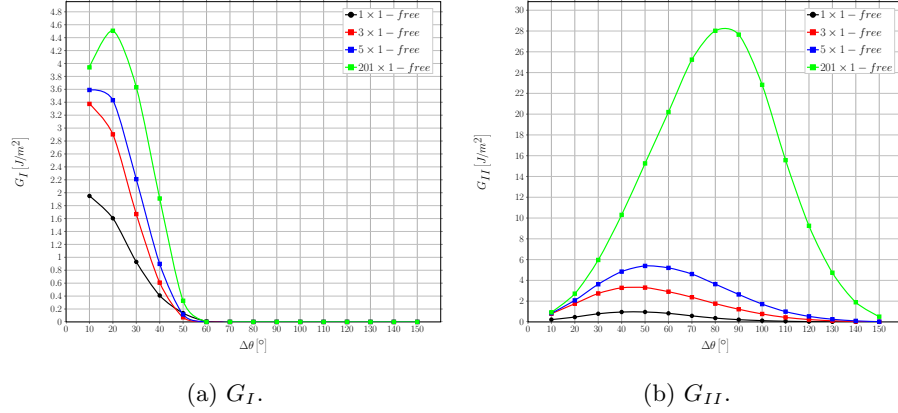 4.8
4.6
4.4
4.2
4
3.8
3.6
3.4
3.2
3
2.8
2.6
2.4
2.2
2
1.8
1.6
1.4
1.2
1
0.8
0.6
0.4
0.2
0
G_I [J/m²]
0 10 20 30 40 50 60 70 80 90 100 110 120 130 140 150
Δθ [°]
1 × 1 − free
3 × 1 − free
5 × 1 − free
201 × 1 − free
(a) G_I.
30
28
26
24
22
20
18
16
14
12
10
8
6
4
2
0
G_{II} [J/m²]
0 10 20 30 40 50 60 70 80 90 100 110 120 130 140 150
Δθ [°]
1 × 1 − free
3 × 1 − free
5 × 1 − free
201 × 1 − free
(b) G_{II}.